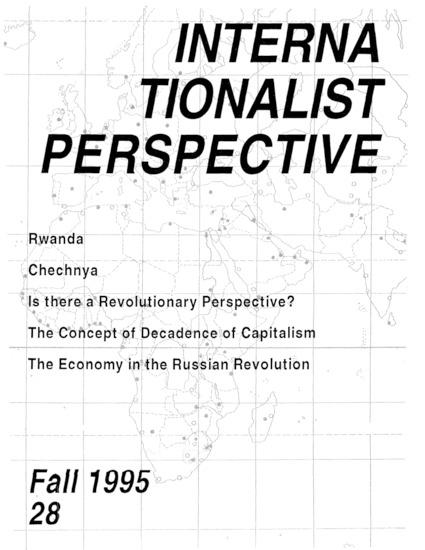 INTERNA
TIONALIST
PERSPECTIVE
Rwanda
Chechnya
Is there a Revolutionary Perspective?
The Concept of Decadence of Capitalism
The Economy in the Russian Revolution
Fall 1995
28